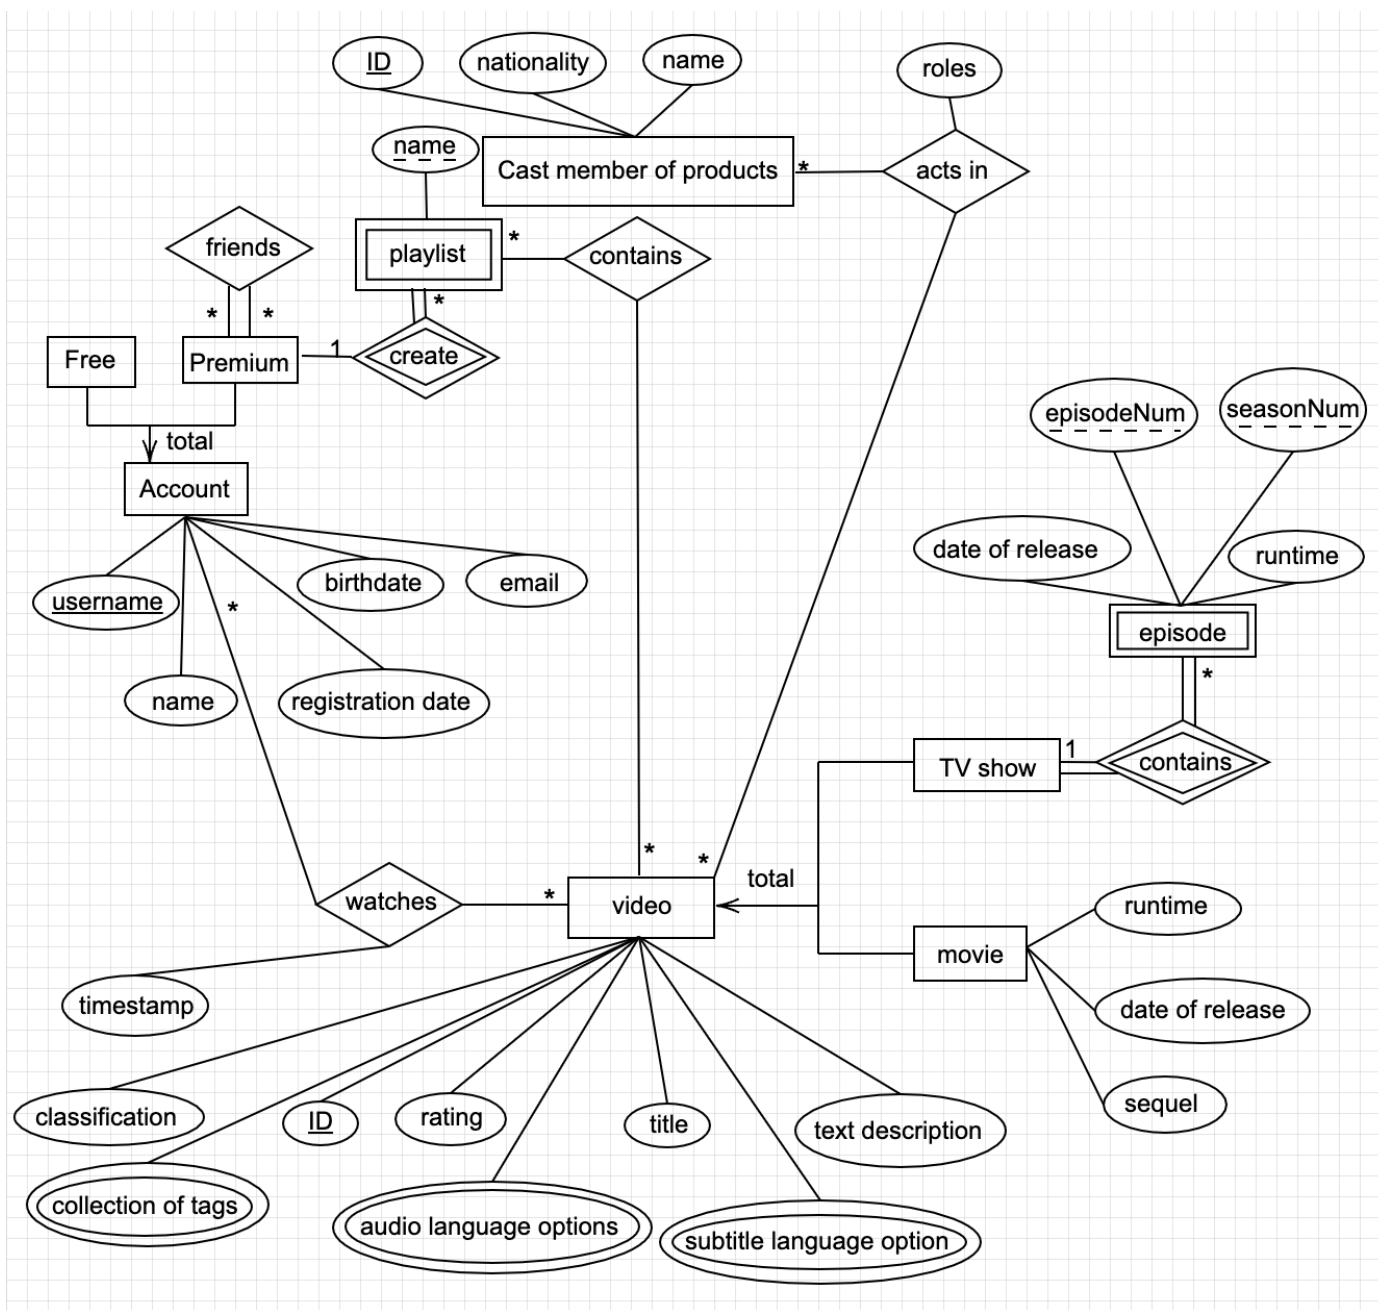 ID
nationality
name
roles
name
Cast member of products
*
acts in
friends
playlist
*
contains
*
*
*
Free
Premium
1
create
total
Account
episodeNum
seasonNum
date of release
runtime
username
*
birthdate
email
episode
*
name
registration date
TV show
1
contains
*
*
total
watches
*
video
movie
runtime
timestamp
date of release
classification
ID
rating
title
text description
sequel
collection of tags
audio language options
subtitle language option